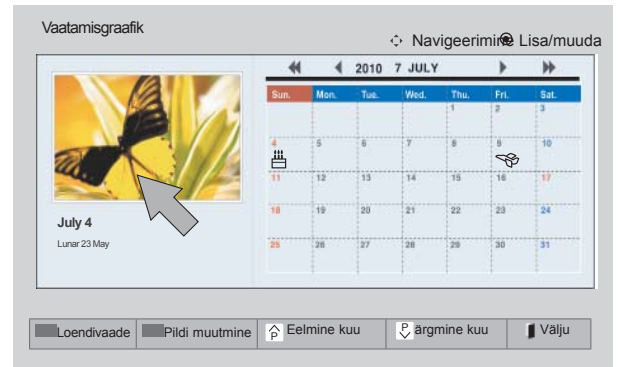 Vaatamisgraafik
Navigeerimine Lisa/muuda
2010 7 JULY
Sun. Mon. Tue. Wed. Thu. Fri. Sat.
1 2 3
4 5 6 7 8 9 10
11 12 13 14 15 16 17
18 19 20 21 22 23 24
25 26 27 28 29 30 31
July 4
Lunar 23 May
Loendivaade Pildi muutmine P Eelmine kuu P ärgmine kuu Välju